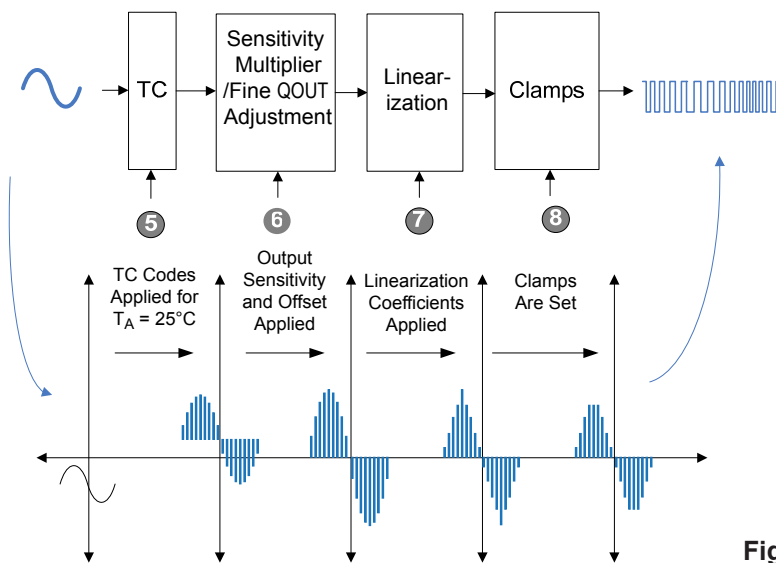 TC
Sensitivity
Multiplier
/Fine QOUT
Adjustment
Linear-
ization
Clamps
5
6
7
8
TC Codes
Applied for
TA = 25°C
Output
Sensitivity
and Offset
Applied
Linearization
Coefficients
Applied
Clamps
Are Set
Fig